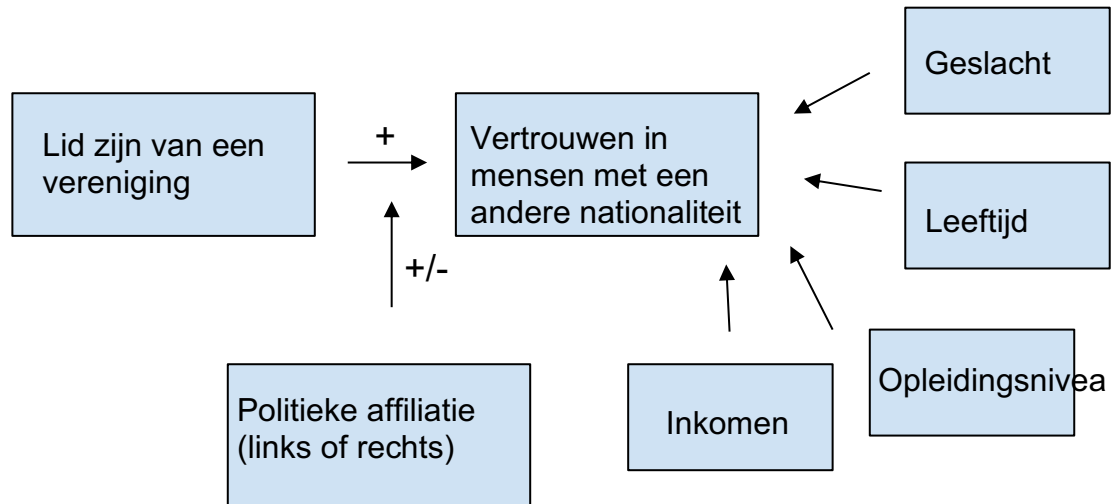 Geslacht
Lid zijn van een
vereniging
+
Vertrouwen in
mensen met een
andere nationaliteit
Leeftijd
+/-
Politieke affiliatie
(links of rechts)
Inkomen
Opleidingsnivea